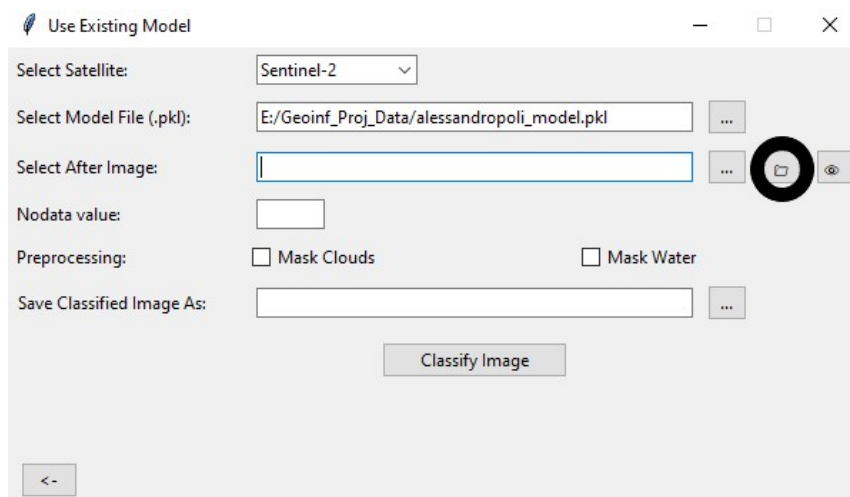 Use Existing Model
Select Satellite: Sentinel-2
Select Model File (.pkl): E:/Geoinf_Proj_Data/alessandropoli_model.pkl ...
Select After Image: ...
Nodata value:
Preprocessing: Mask Clouds Mask Water
Save Classified Image As: ...
Classify Image
<-